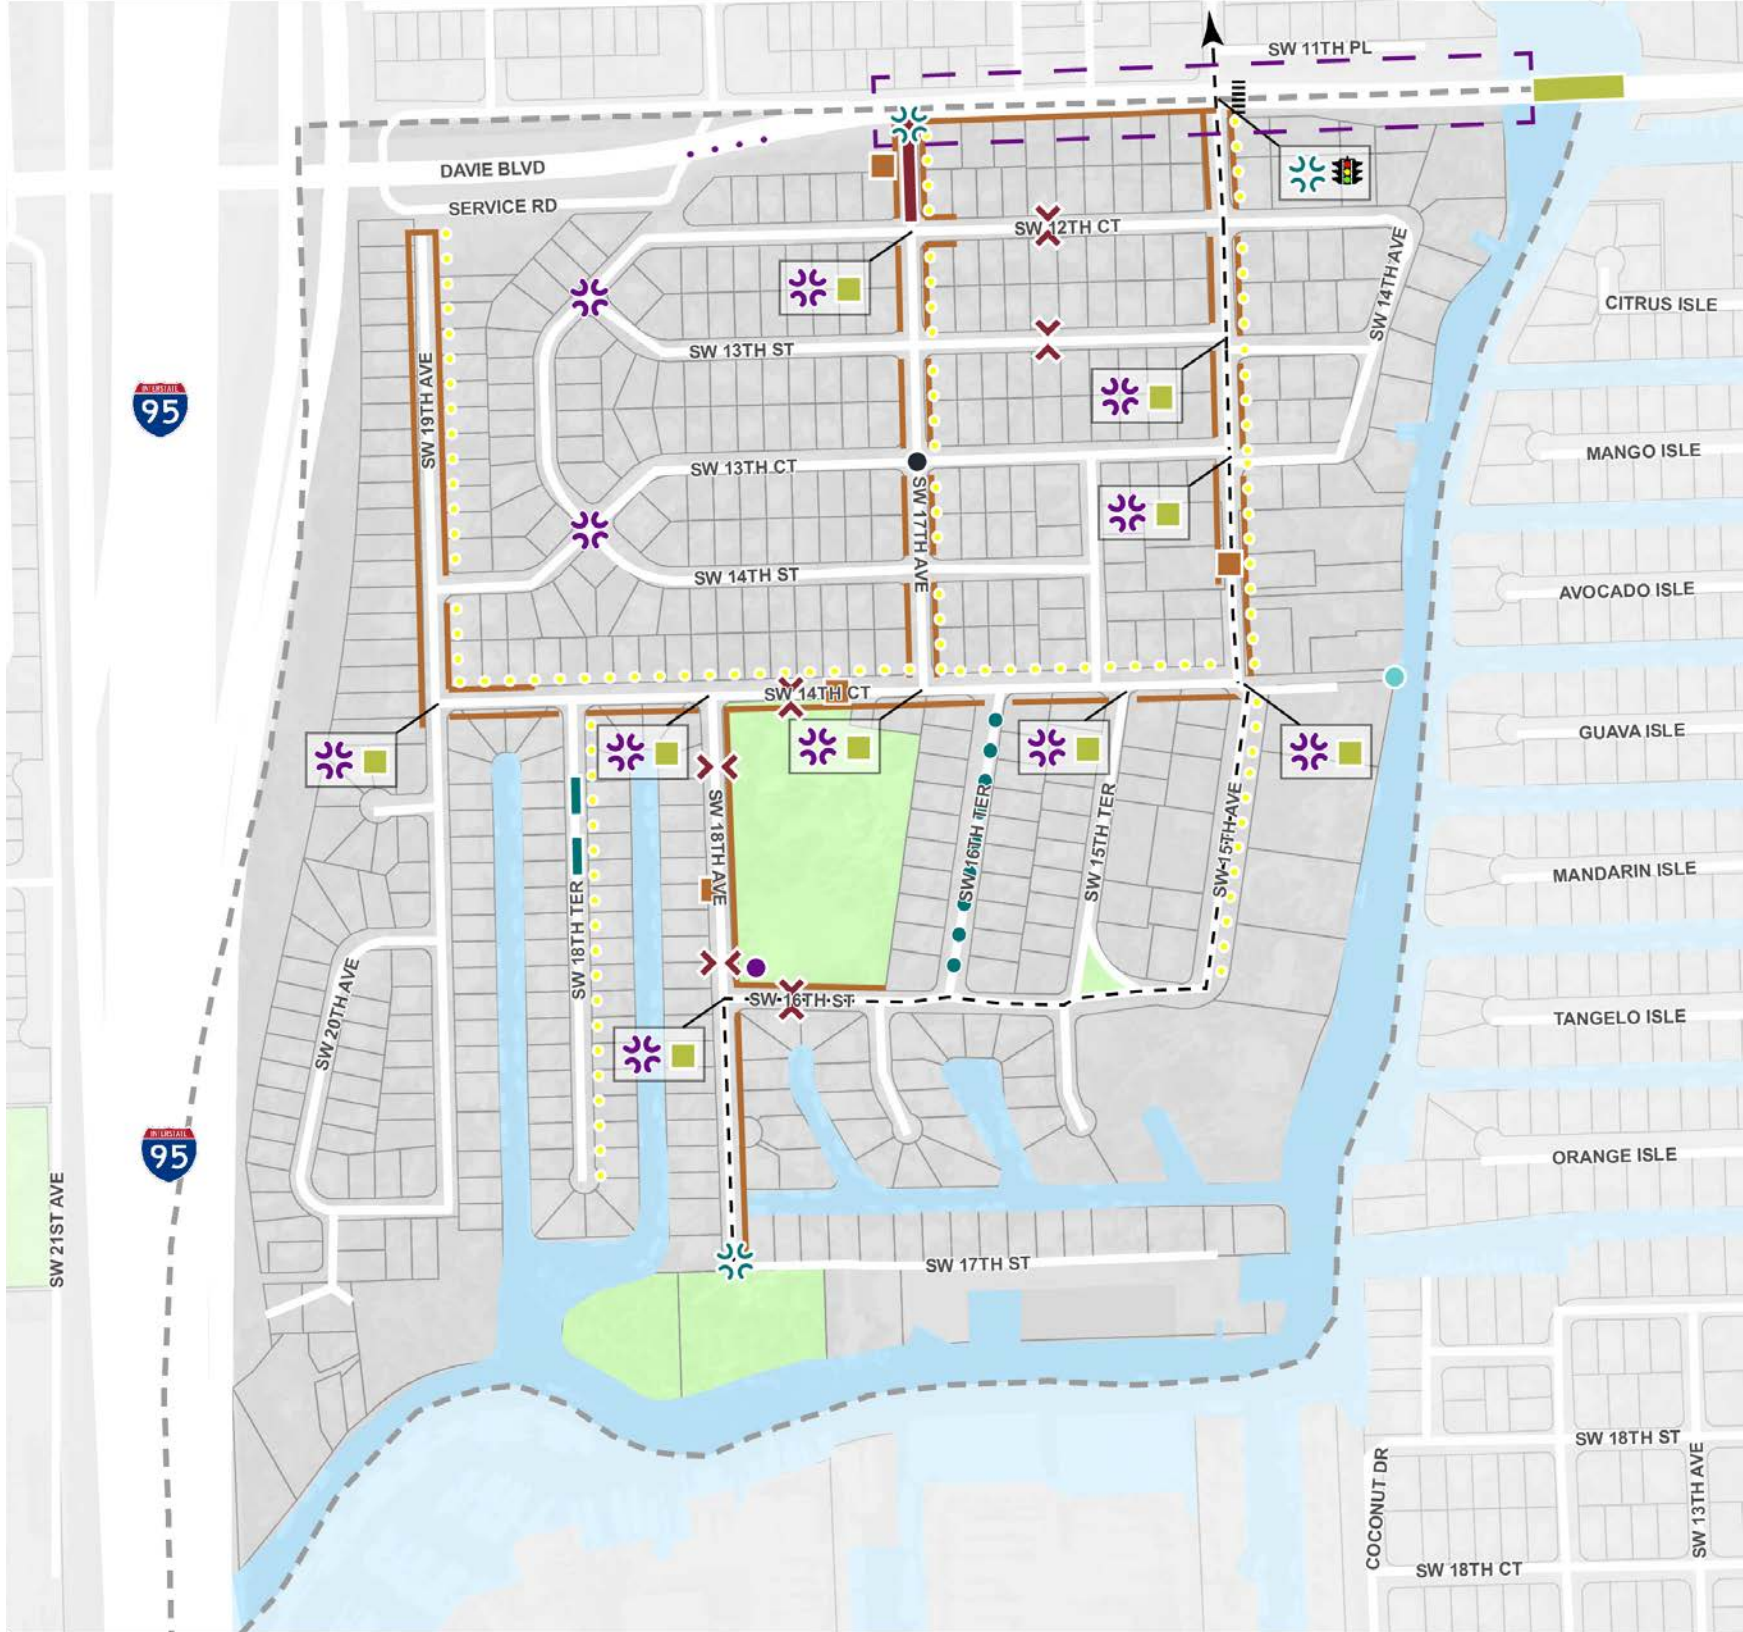 SW 11TH PL
DAVIE BLVD
SERVICE RD
SW 12TH CT
SW 14TH AVE
CITRUS ISLE
SW 13TH ST
SW 19TH AVE
INTERSTATE
95
MANGO ISLE
SW 13TH CT
SW 17TH AVE
SW 14TH ST
AVOCADO ISLE
SW 14TH CT
GUAVA ISLE
SW 18TH AVE
SW 16TH TER
SW 15TH TER
SW 15TH AVE
MANDARIN ISLE
SW 18TH TER
SW 20TH AVE
SW 16TH ST
TANGELO ISLE
INTERSTATE
95
ORANGE ISLE
SW 21ST AVE
SW 17TH ST
SW 18TH ST
COCONUT DR
SW 13TH AVE
SW 18TH CT